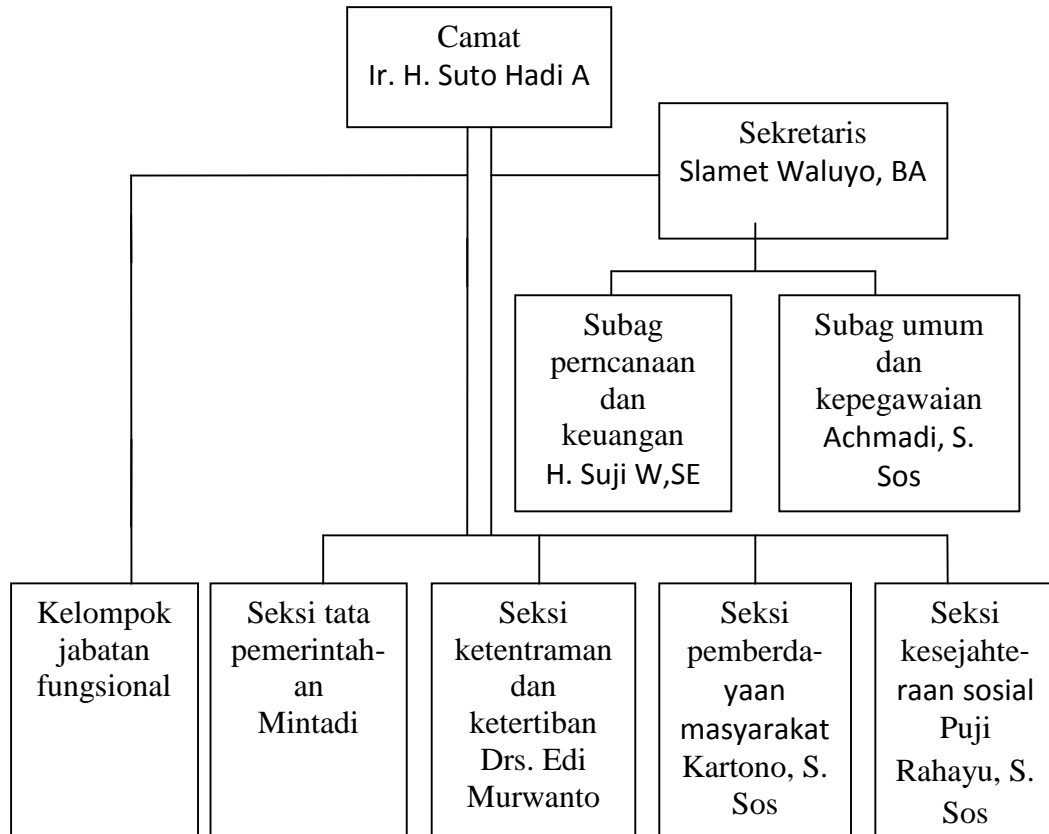 Camat
Ir. H. Suto Hadi A
Sekretaris
Slamet Waluyo, BA
Subag
perncanaan
dan
keuangan
H. Suji W,SE
Subag umum
dan
kepegawaian
Achmadi, S.
Sos
Kelompok
jabatan
fungsional
Seksi tata
pemerintah-
an
Mintadi
Seksi
ketentraman
dan
ketertiban
Drs. Edi
Murwanto
Seksi
pemberda-
yaan
masyarakat
Kartono, S.
Sos
Seksi
kesejahte-
raan sosial
Puji
Rahayu, S.
Sos